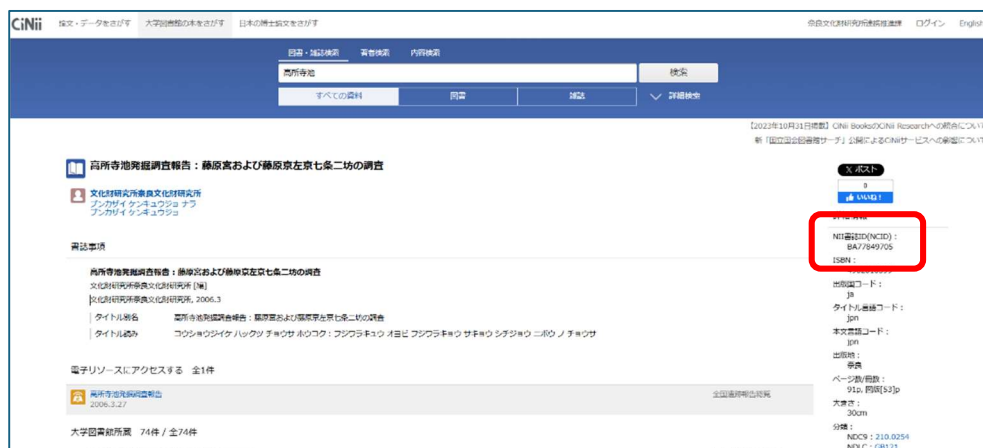 CiNii 論文・データをさがす 大学図書館の本をさがす 日本の博士論文をさがす 奈良文化財研究所連携推進課 ログイン English
図書・雑誌検索 著者検索 内容検索
高所寺池 検索
すべての資料 図書 雑誌 詳細検索
【2023年10月31日掲載】CiNii BooksのCiNii Researchへの統合につい
新「国立国会図書館サーチ」公開によるCiNiiサービスへの影響につい
高所寺池発掘調査報告：藤原宮および藤原京左京七条二坊の調査
ポスト
文化財研究所奈良文化財研究所
ブンカザイ ケンキュウジョ ナラ
ブンカザイ ケンキュウジョ
0
いいね！
書誌事項
NII書誌ID(NCID)：
BA77849705
ISBN：
高所寺池発掘調査報告：藤原宮および藤原京左京七条二坊の調査
文化財研究所奈良文化財研究所 [編]
文化財研究所奈良文化財研究所, 2006.3
タイトル別名 高所寺池発掘調査報告：藤原宮および藤原京左京七条二坊の調査
タイトル読み コウショウジイケ ハックツ チョウサ ホウコク：フジワラキュウ オヨビ フジワラキョウ サキョウ シチジョウ ニボウ ノ チョウサ
出版国コード：
ja
タイトル言語コード：
jpn
本文言語コード：
jpn
出版地：
奈良
電子リソースにアクセスする 全1件
高所寺池発掘調査報告 全国遺跡報告総覧
2006.3.27
ページ数/冊数：
91p, 図版[53]p
大きさ：
30cm
大学図書館所蔵 74件 / 全74件
分類：
NDC9：210.0254
NDLC：GB131